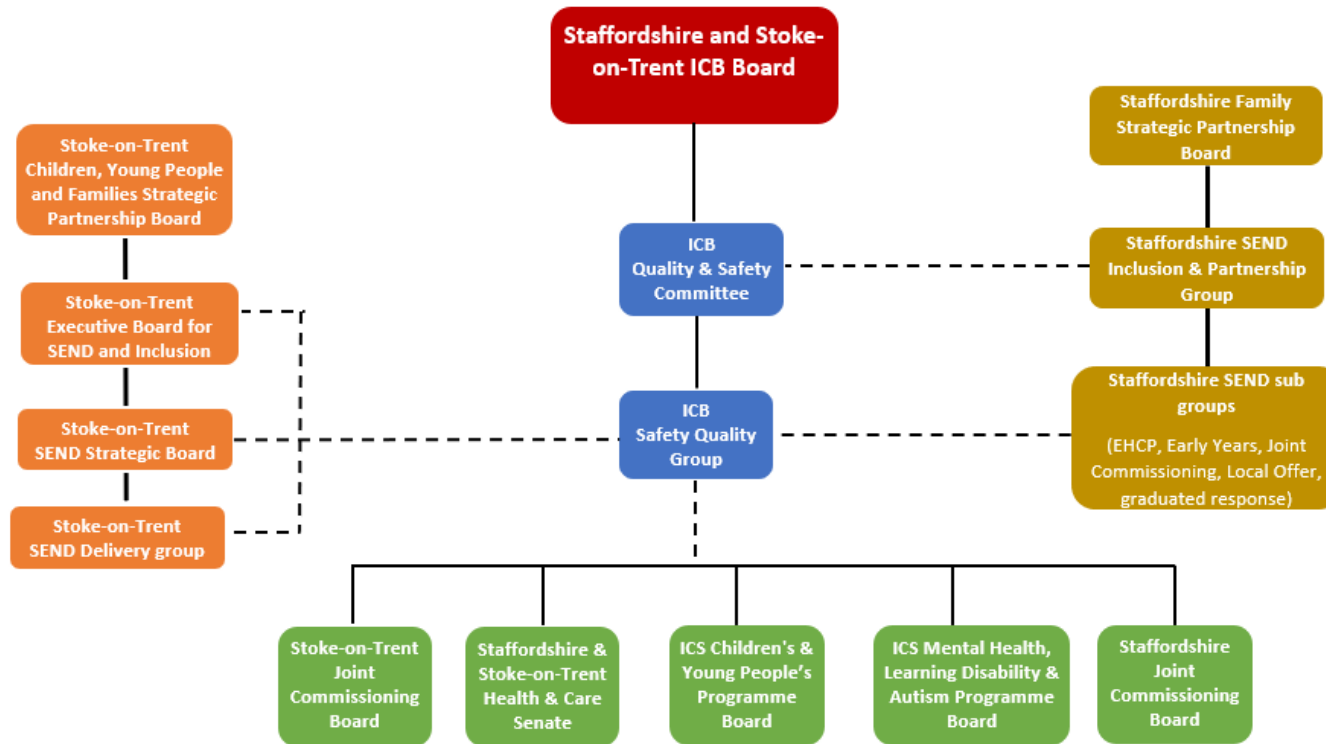 Staffordshire and Stoke-
on-Trent ICB Board
Staffordshire Family
Strategic Partnership
Board
Stoke-on-Trent
Children, Young People
and Families Strategic
Partnership Board
ICB
Quality & Safety
Committee
Staffordshire SEND
Inclusion & Partnership
Group
Stoke-on-Trent
Executive Board for
SEND and Inclusion
Staffordshire SEND sub
groups
(EHCP, Early Years, Joint
Commissioning, Local Offer,
graduated response)
ICB
Safety Quality
Group
Stoke-on-Trent
SEND Strategic Board
Stoke-on-Trent
SEND Delivery group
Stoke-on-Trent
Joint
Commissioning
Board
Staffordshire &
Stoke-on-Trent
Health & Care
Senate
ICS Children's &
Young People’s
Programme
Board
ICS Mental Health,
Learning Disability &
Autism Programme
Board
Staffordshire
Joint
Commissioning
Board